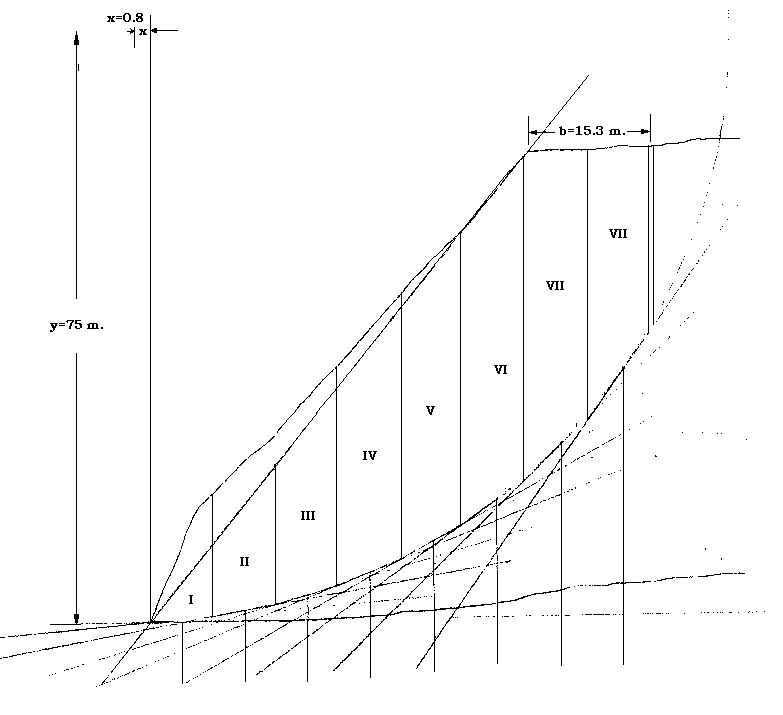 x=0.8
x
b=15.3 m.
VII
VII
y=75 m.
VI
V
IV
III
II
I